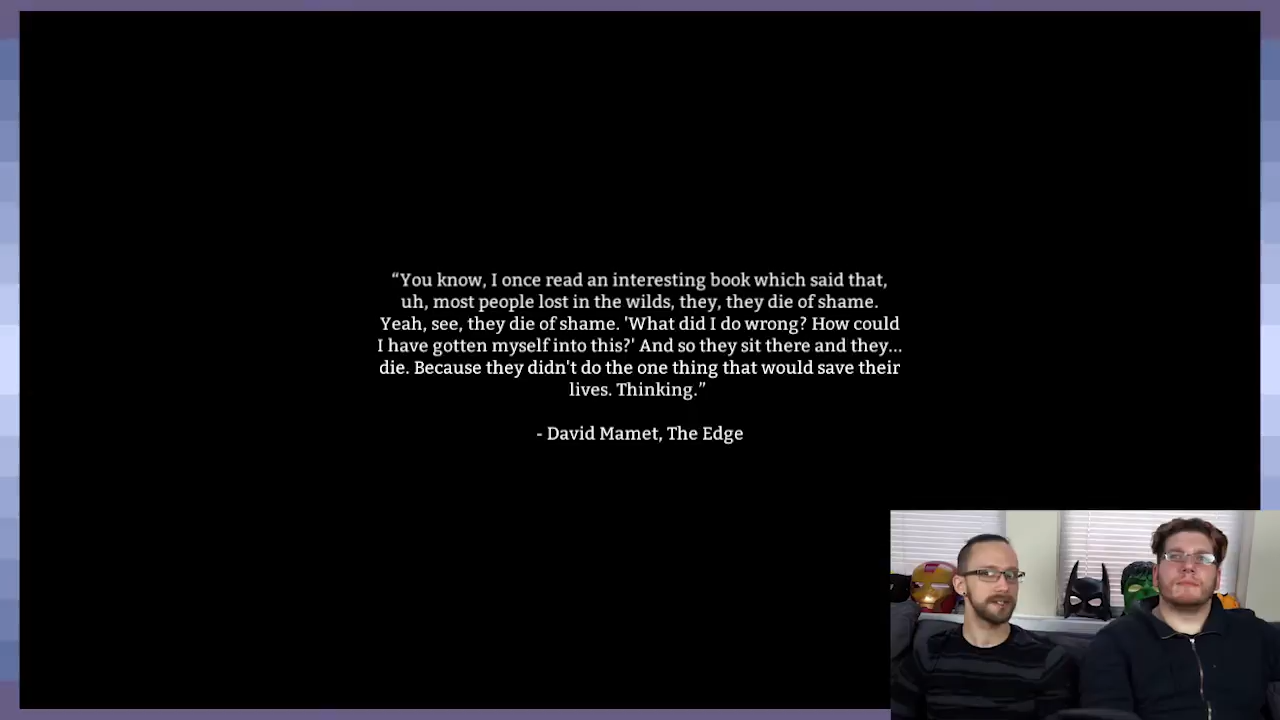 “You know, I once read an interesting book which said that,
uh, most people lost in the wilds, they, they die of shame.
Yeah, see, they die of shame. 'What did I do wrong? How could
I have gotten myself into this?' And so they sit there and they...
die. Because they didn't do the one thing that would save their
lives. Thinking.”
- David Mamet, The Edge